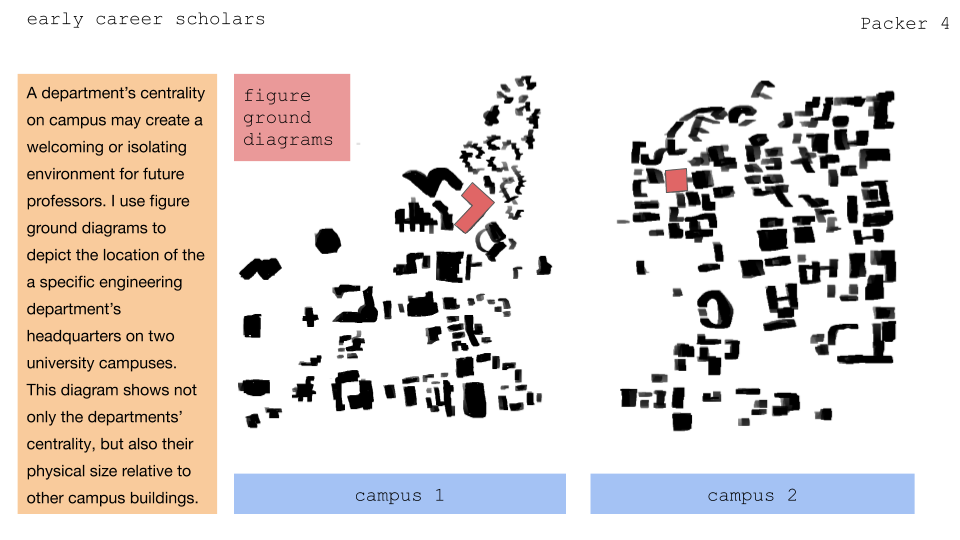 early career scholars
Packer 4
A department’s centrality
on campus may create a
welcoming or isolating
environment for future
professors. I use figure
ground diagrams to
depict the location of the
a specific engineering
department’s
headquarters on two
university campuses.
This diagram shows not
only the departments’
centrality, but also their
physical size relative to
other campus buildings.
figure
ground
diagrams
campus 1
campus 2